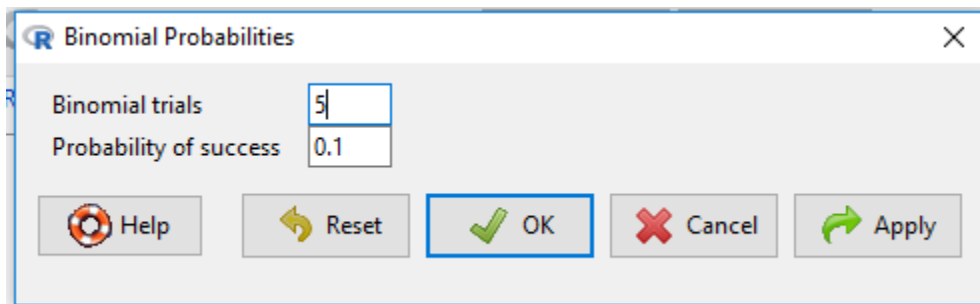 Binomial Probabilities
Binomial trials 5
Probability of success 0.1
Help Reset OK Cancel Apply